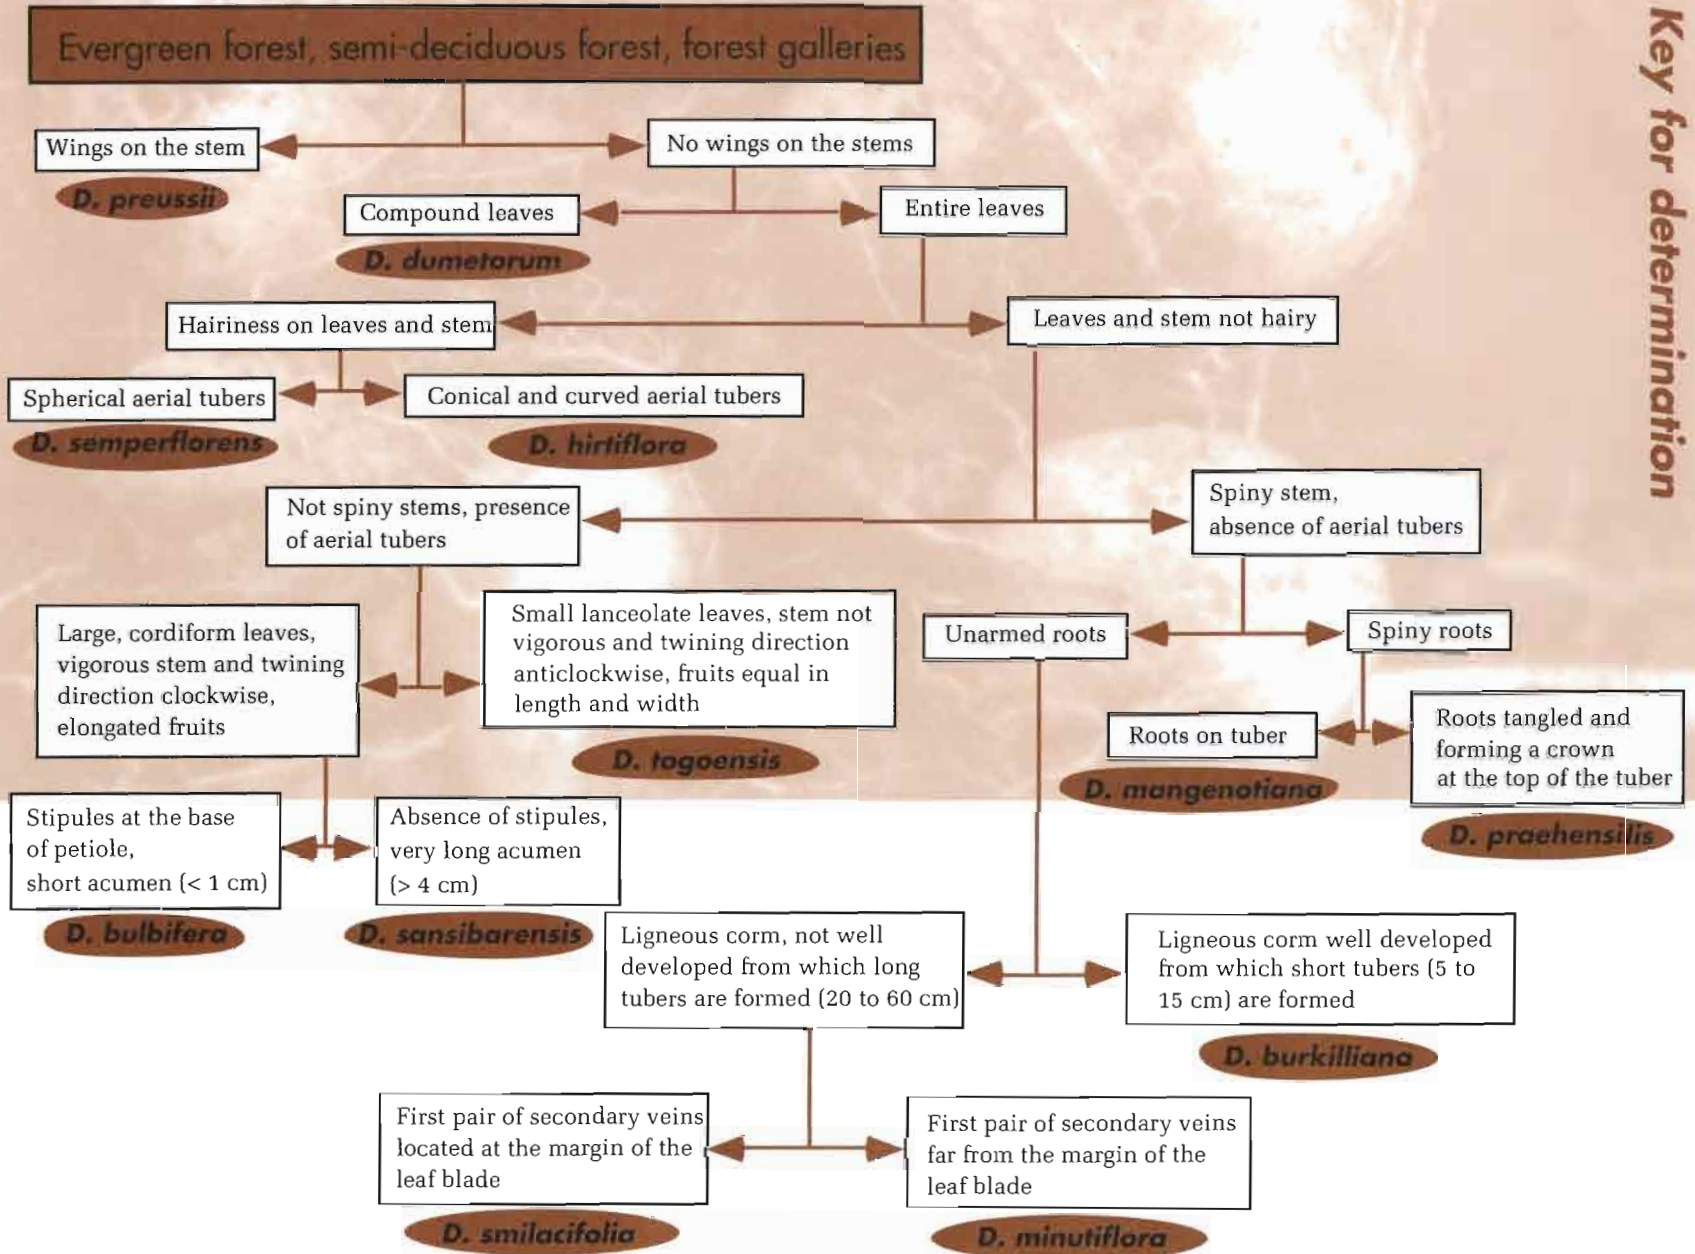 Key for determination
Evergreen forest, semi-deciduous forest, forest galleries
Wings on the stem
D. preussii
No wings on the stems
Compound leaves
D. dumetorum
Entire leaves
Hairiness on leaves and stem
Leaves and stem not hairy
Spherical aerial tubers
D. semperflorens
Conical and curved aerial tubers
D. hirtiflora
Not spiny stems, presence
of aerial tubers
Spiny stem,
absence of aerial tubers
Large, cordiform leaves,
vigorous stem and twining
direction clockwise,
elongated fruits
Small lanceolate leaves, stem not
vigorous and twining direction
anticlockwise, fruits equal in
length and width
D. togoensis
Unarmed roots
Spiny roots
Roots on tuber
D. mangenotiana
Roots tangled and
forming a crown
at the top of the tuber
D. praehensilis
Stipules at the base
of petiole,
short acumen (< 1 cm)
D. bulbifera
Absence of stipules,
very long acumen
(> 4 cm)
D. sansibarensis
Ligneous corm, not well
developed from which long
tubers are formed (20 to 60 cm)
Ligneous corm well developed
from which short tubers (5 to
15 cm) are formed
D. burkilliana
First pair of secondary veins
located at the margin of the
leaf blade
D. smilacifolia
First pair of secondary veins
far from the margin of the
leaf blade
D. minutiflora